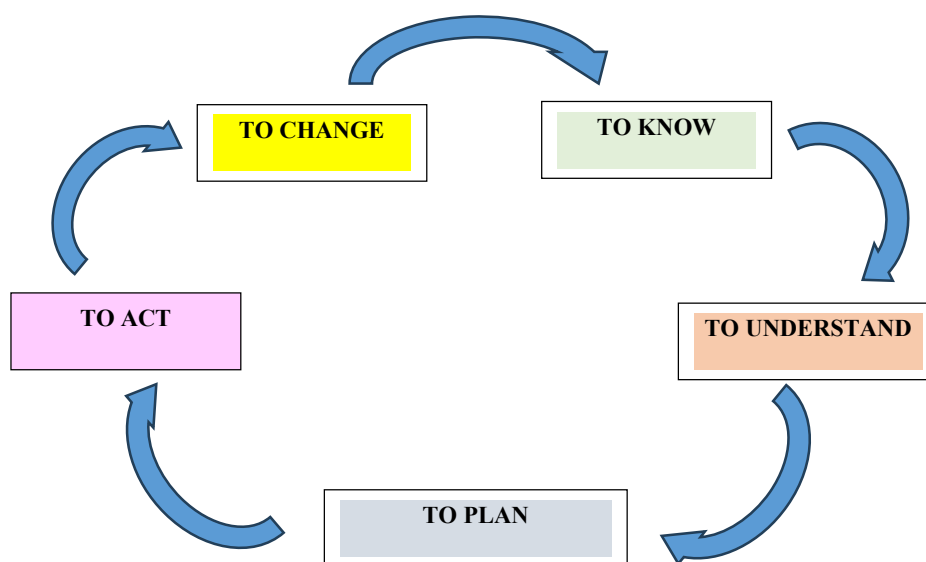 TO CHANGE
TO KNOW
TO ACT
TO UNDERSTAND
TO PLAN